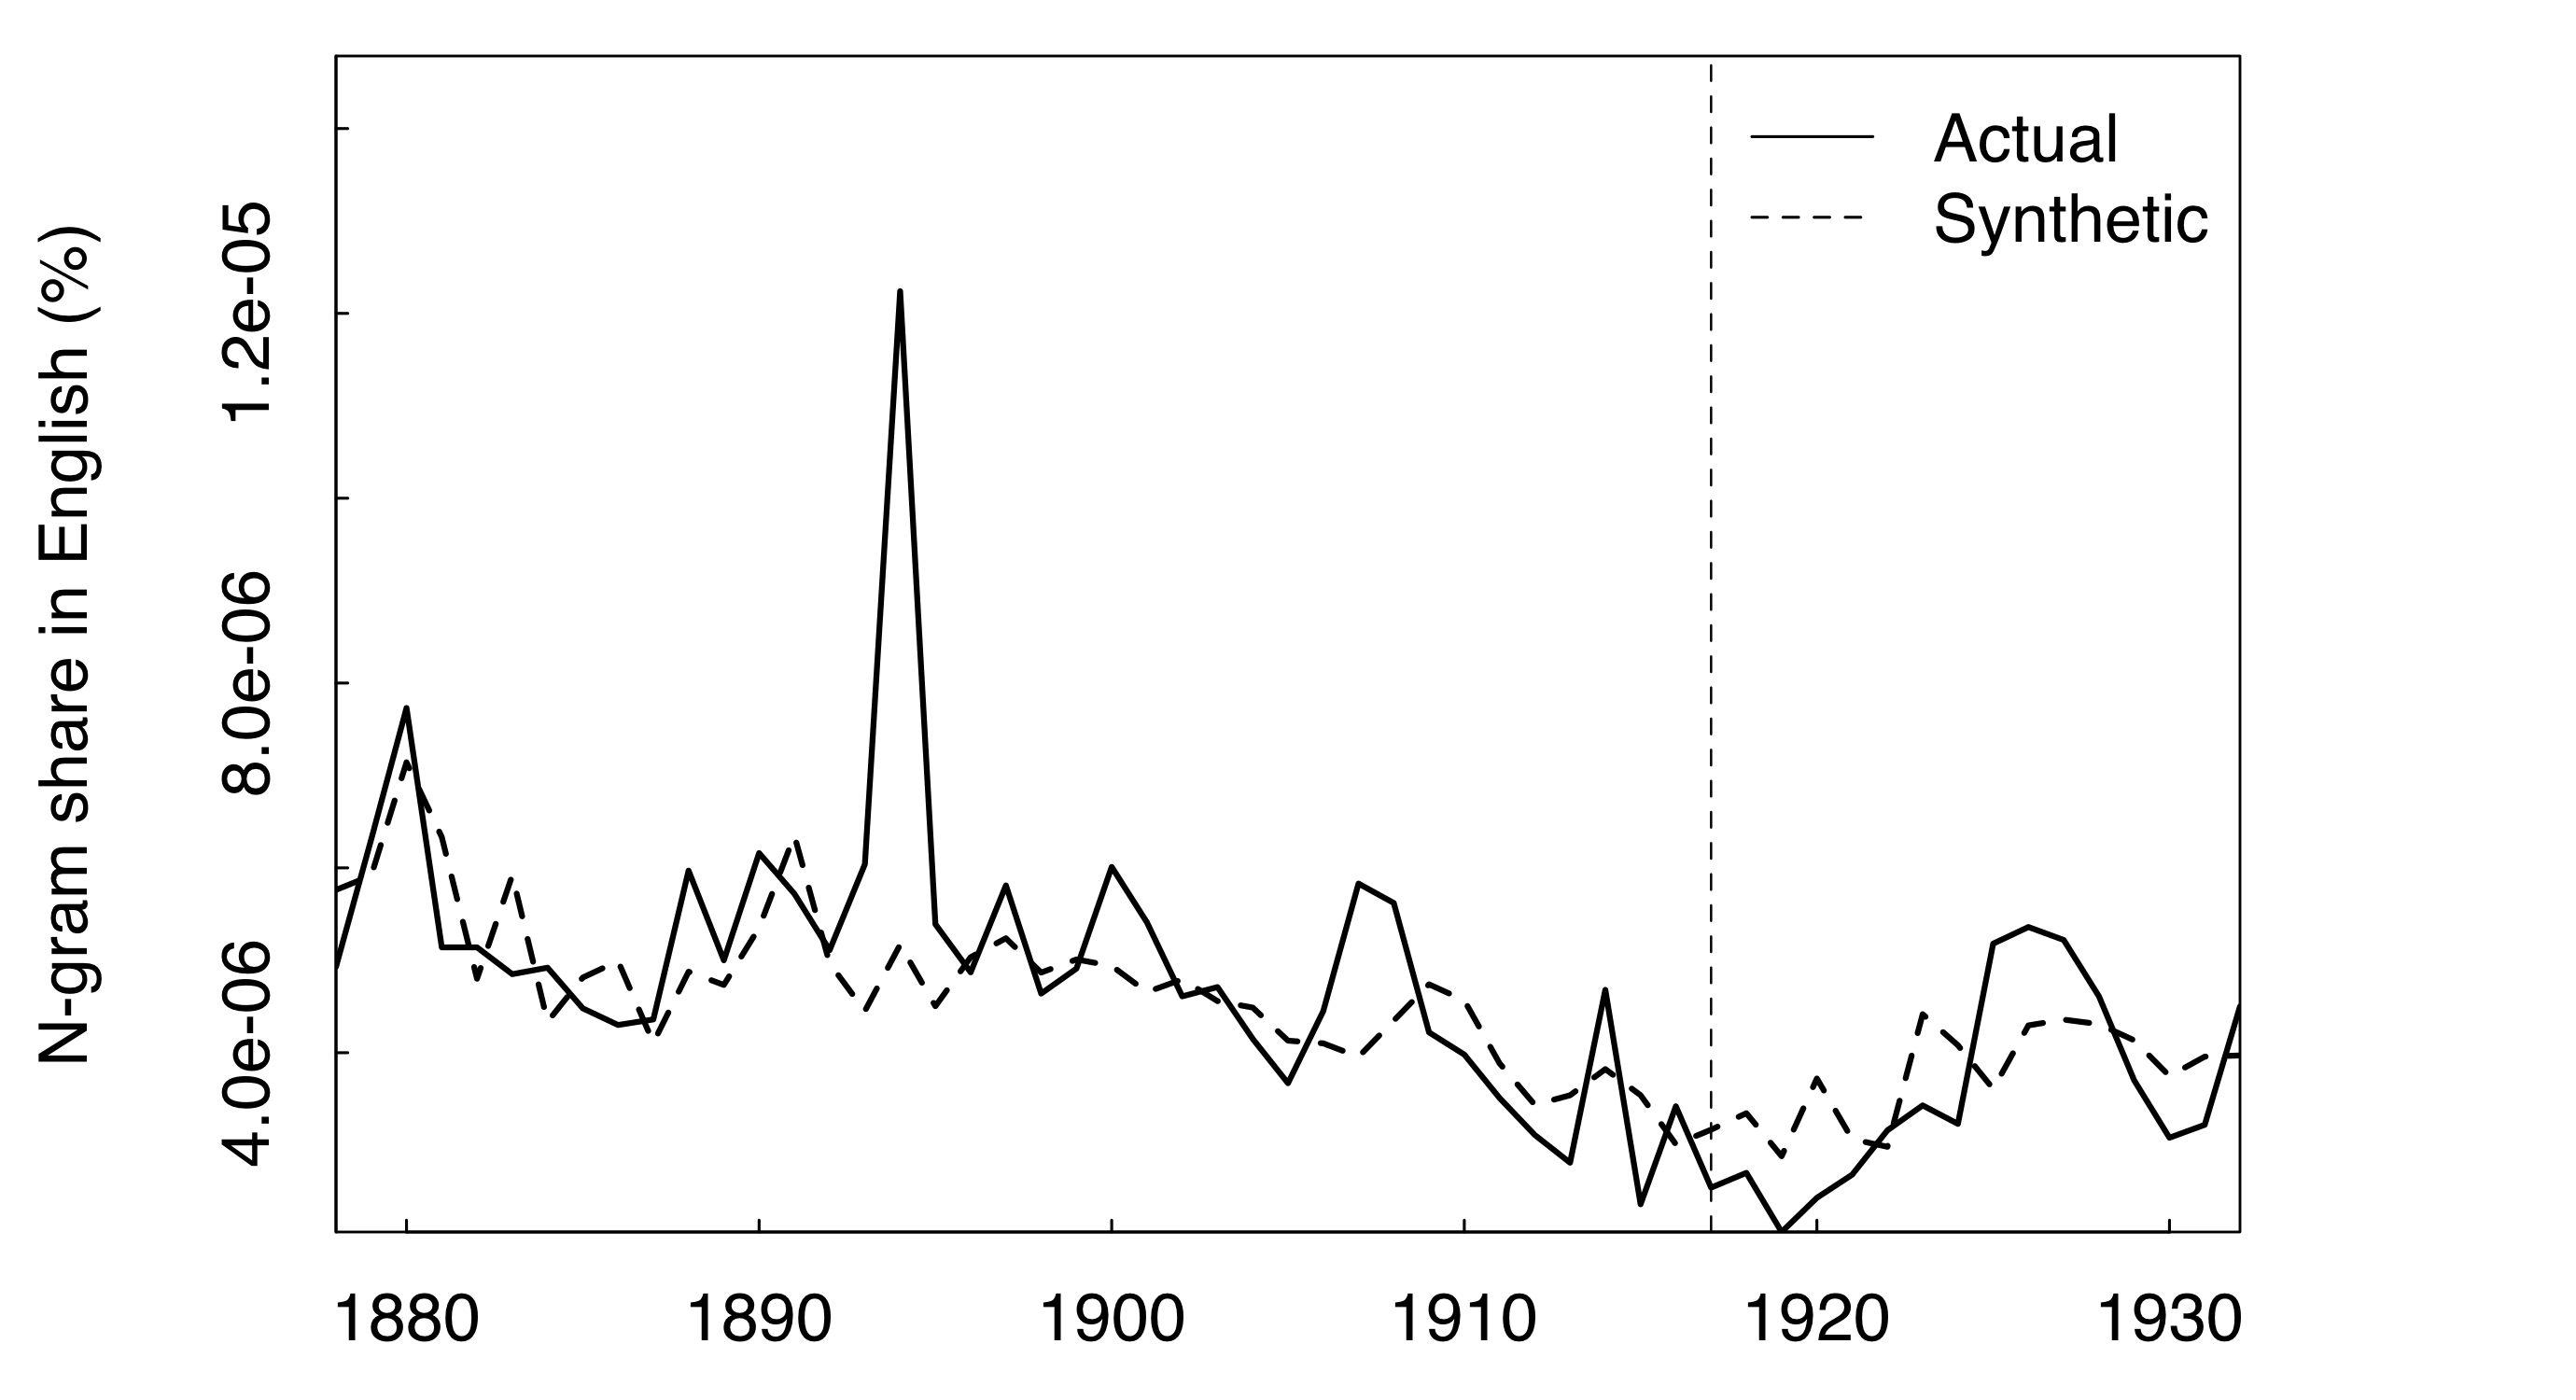 N-gram share in English (%)
1.2e-05
8.0e-06
4.0e-06
Actual
Synthetic
1880 1890 1900 1910 1920 1930